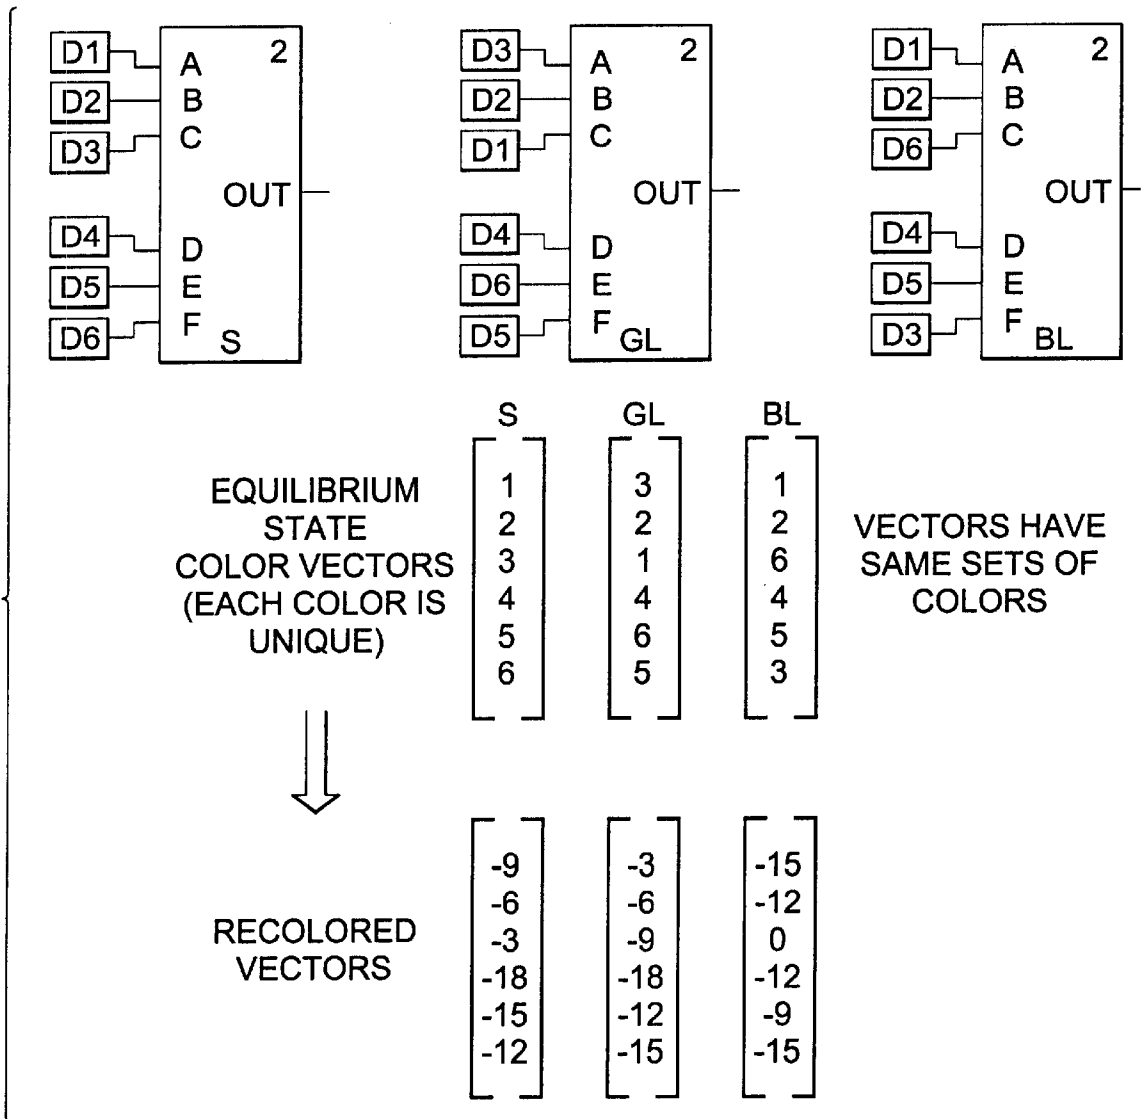 D1 A 2
D2 B
D3 C
OUT
D4 D
D5 E
D6 F
S
D3 A 2
D2 B
D1 C
OUT
D4 D
D6 E
D5 F
GL
D1 A 2
D2 B
D6 C
OUT
D4 D
D5 E
D3 F
BL
S GL BL
EQUILIBRIUM
STATE
COLOR VECTORS
(EACH COLOR IS
UNIQUE)
1 3 1
2 2 2
3 1 6
4 4 4
5 6 5
6 5 3
VECTORS HAVE
SAME SETS OF
COLORS
RECOLORED
VECTORS
-9 -3 -15
-6 -6 -12
-3 -9 0
-18 -18 -12
-15 -12 -9
-12 -15 -15